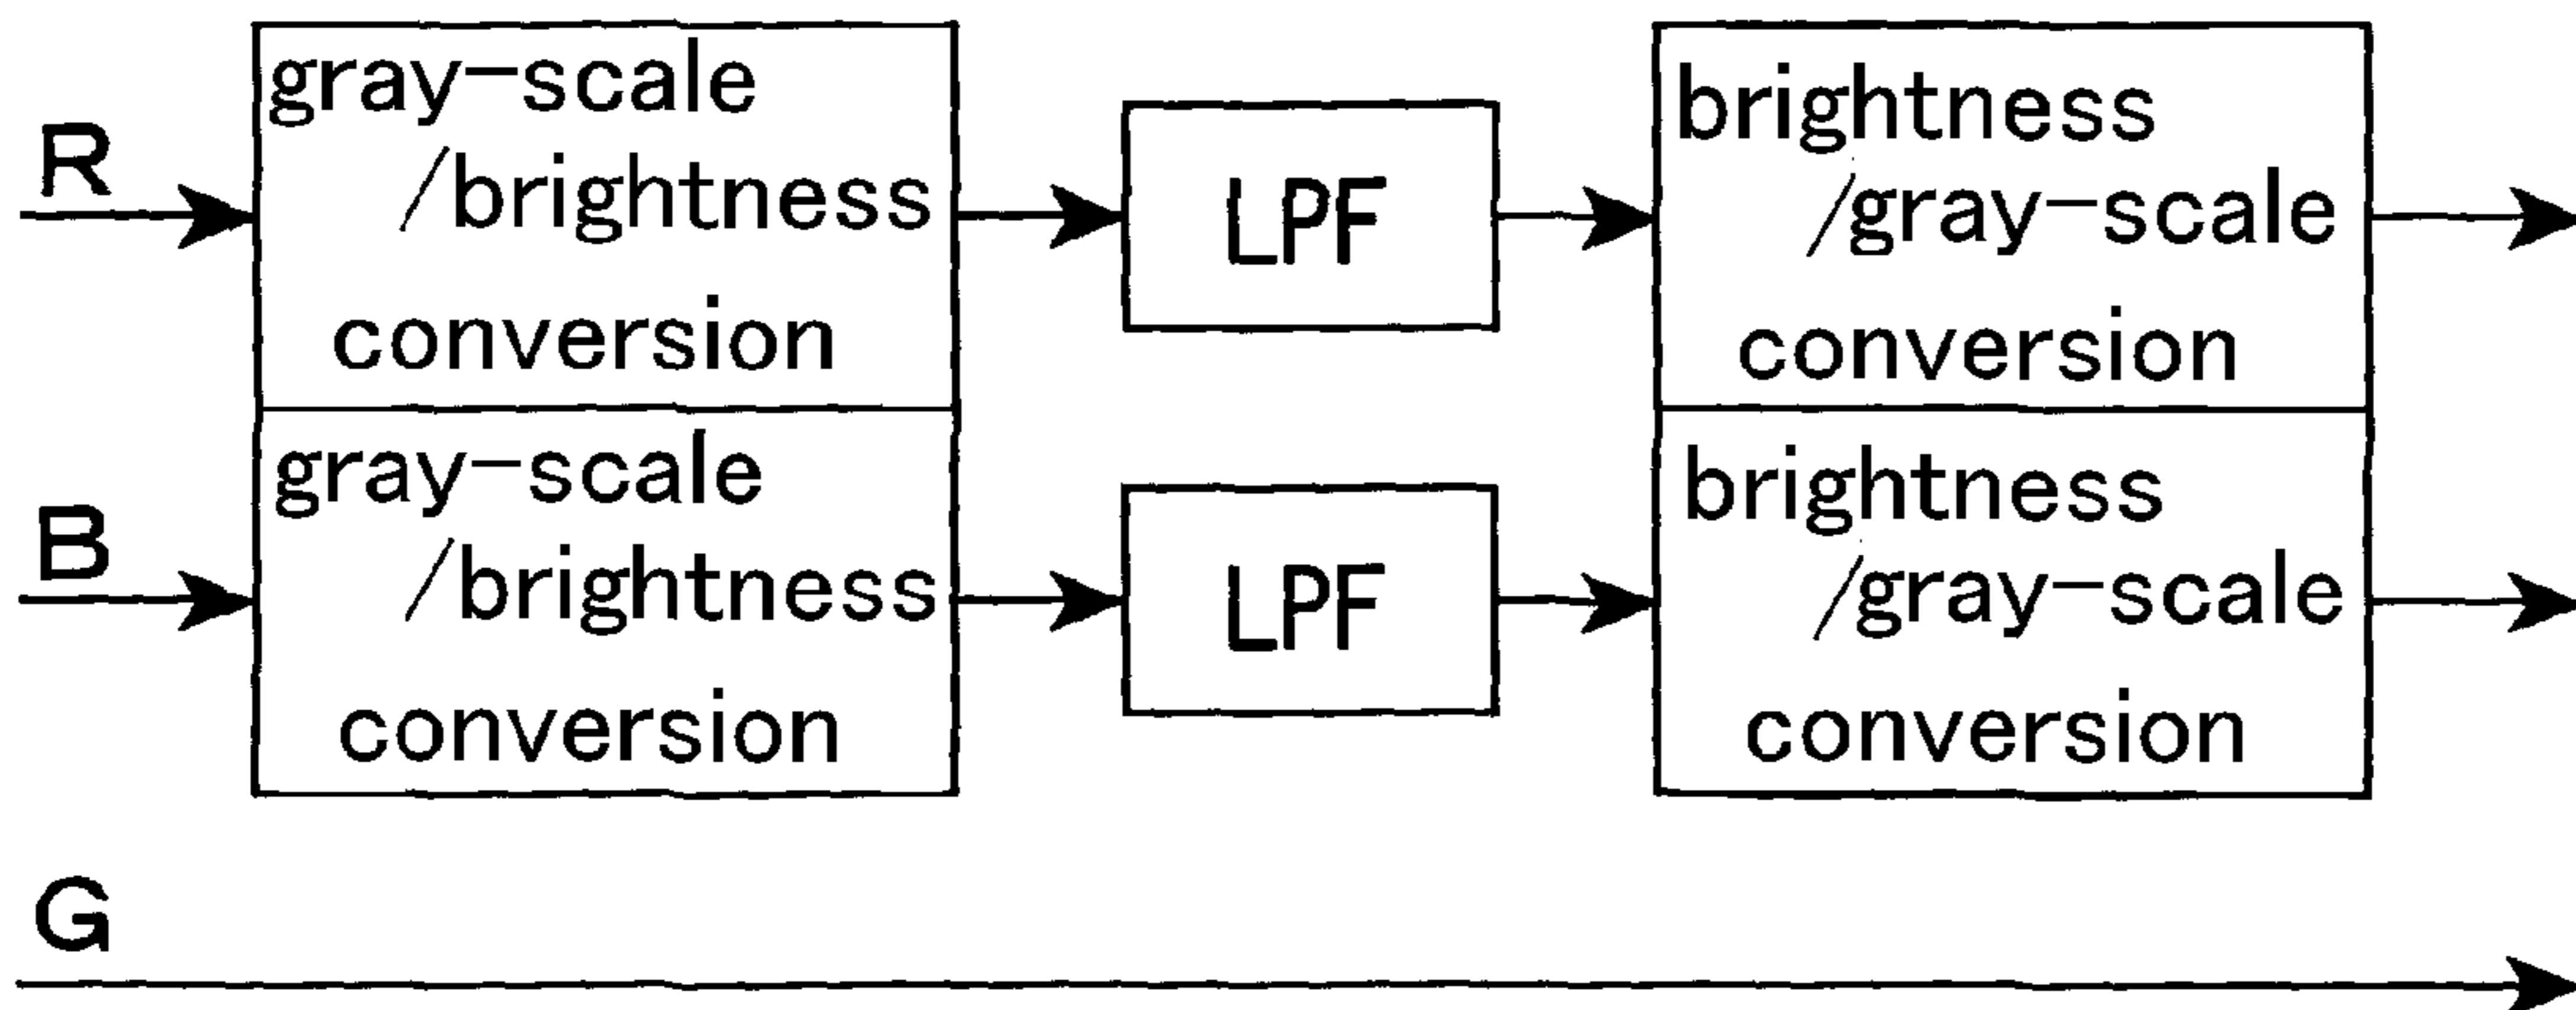 R
gray-scale
/brightness
conversion
LPF
brightness
/gray-scale
conversion
B
gray-scale
/brightness
conversion
LPF
brightness
/gray-scale
conversion
G